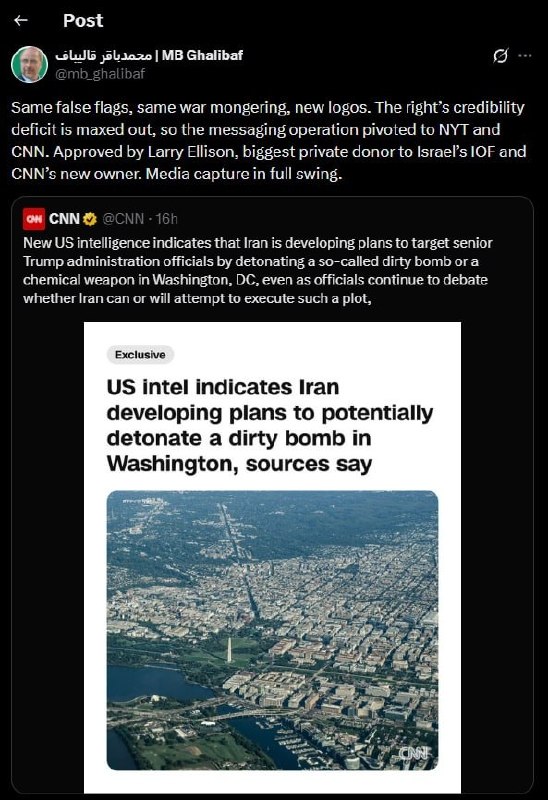 Post
محمدباقر قالیباف | MB Ghalibaf
@mb_ghalibaf
Same false flags, same war mongering, new logos. The right's credibility
deficit is maxed out, so the messaging operation pivoted to NYT and
CNN. Approved by Larry Ellison, biggest private donor to Israel's IOF and
CNN's new owner. Media capture in full swing.
CNN CNN @CNN · 16h
New US intelligence indicates that Iran is developing plans to target senior
Trump administration officials by detonating a so-called dirty bomb or a
chemical weapon in Washington, DC, even as officials continue to debate
whether Iran can or will attempt to execute such a plot,
Exclusive
US intel indicates Iran
developing plans to potentially
detonate a dirty bomb in
Washington, sources say
CNN